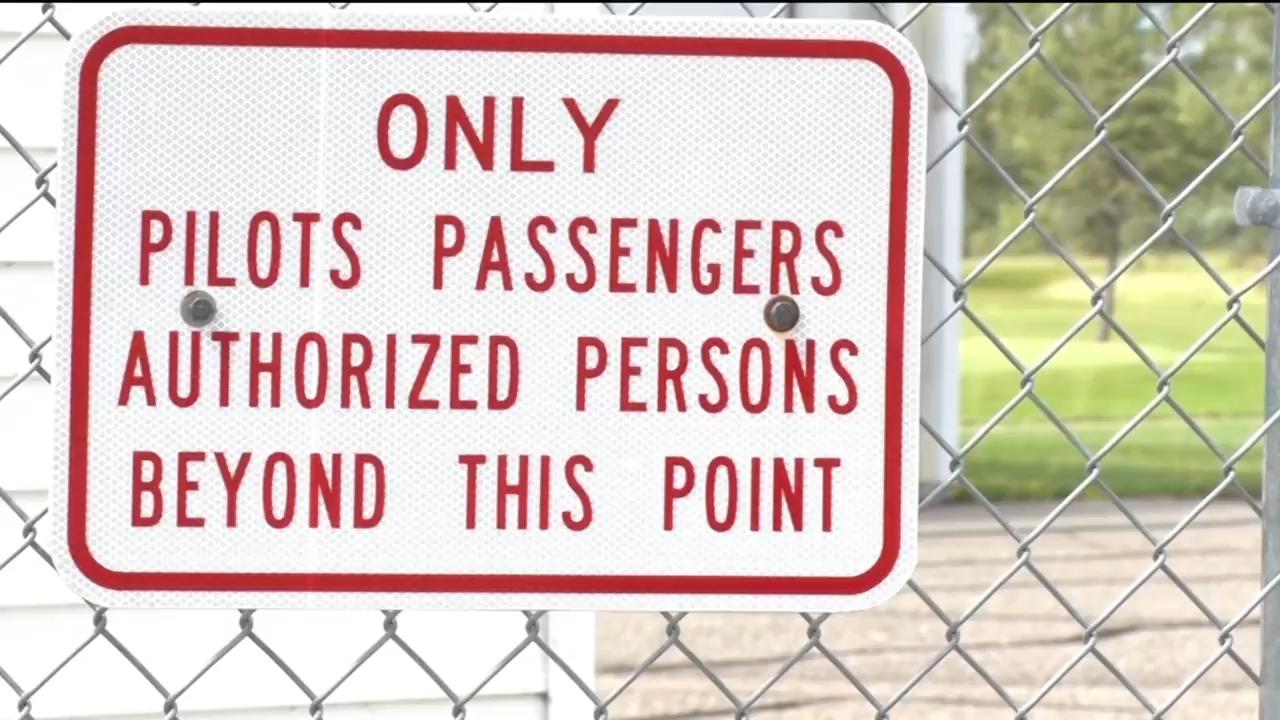 ONLY
PILOTS PASSENGERS
AUTHORIZED PERSONS
BEYOND THIS POINT